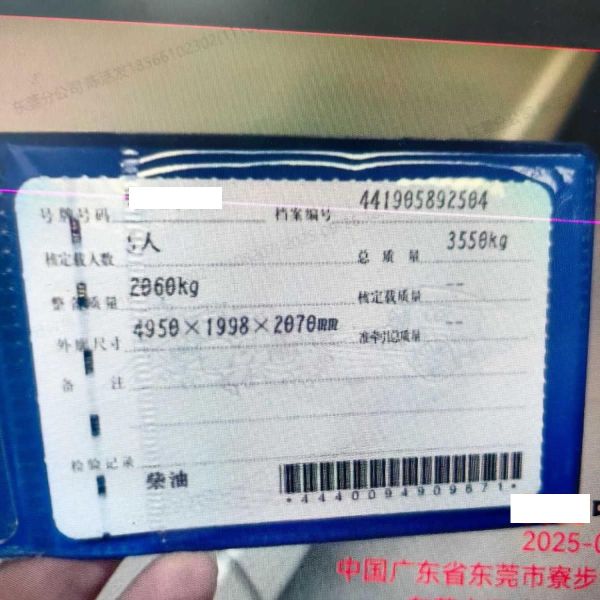 号牌号码 档案编号 441905892504
核定载人数 5人 总质量 3550kg
整备质量 2060kg 核定载质量 --
外廓尺寸 4950×1998×2070mm 准牵引总质量 --
备注
检验记录 柴油
*4440094909671*
2025-0
中国广东省东莞市寮步